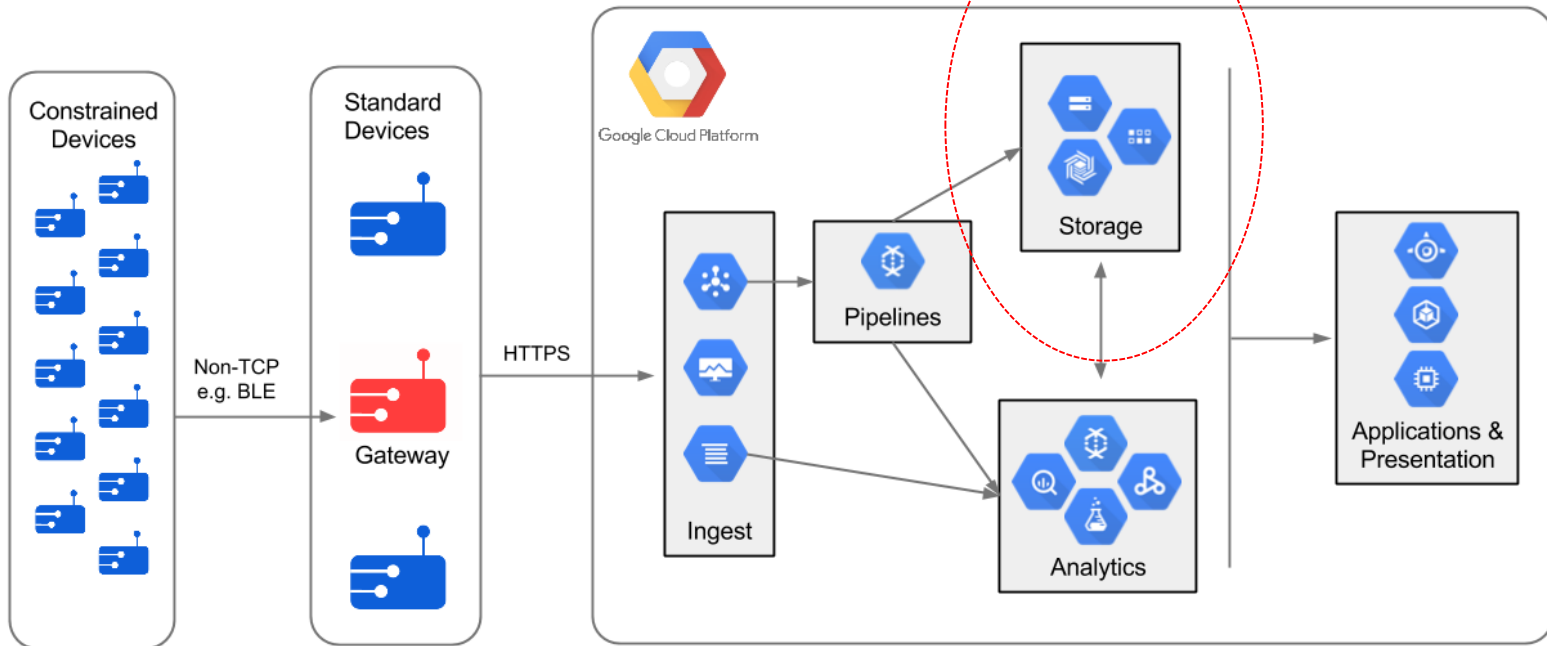 Constrained
Devices
Standard
Devices
Non-TCP
e.g. BLE
Gateway
HTTPS
Google Cloud Platform
Ingest
Pipelines
Storage
Analytics
Applications &
Presentation